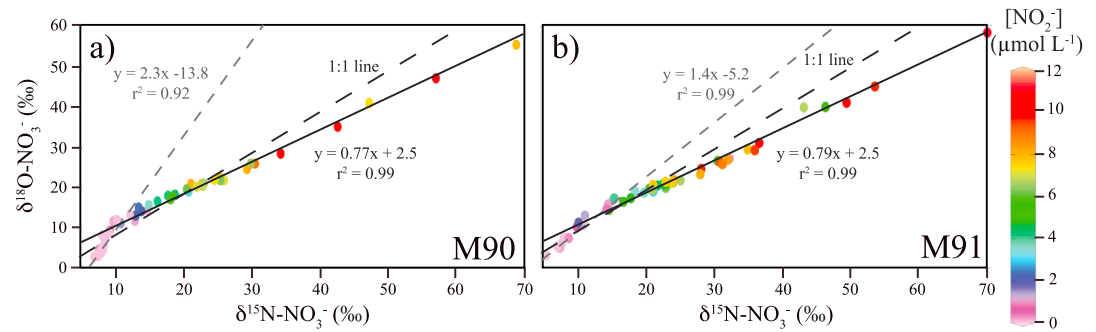 a)
60
50
40
30
20
10
0
δ¹⁸O-NO₃⁻ (‰)
y = 2.3x -13.8
r² = 0.92
1:1 line
y = 0.77x + 2.5
r² = 0.99
M90
10 20 30 40 50 60 70
δ¹⁵N-NO₃⁻ (‰)
b)
y = 1.4x -5.2
r² = 0.99
1:1 line
y = 0.79x + 2.5
r² = 0.99
M91
10 20 30 40 50 60 70
δ¹⁵N-NO₃⁻ (‰)
[NO₂⁻]
(μmol L⁻¹)
12
10
8
6
4
2
0